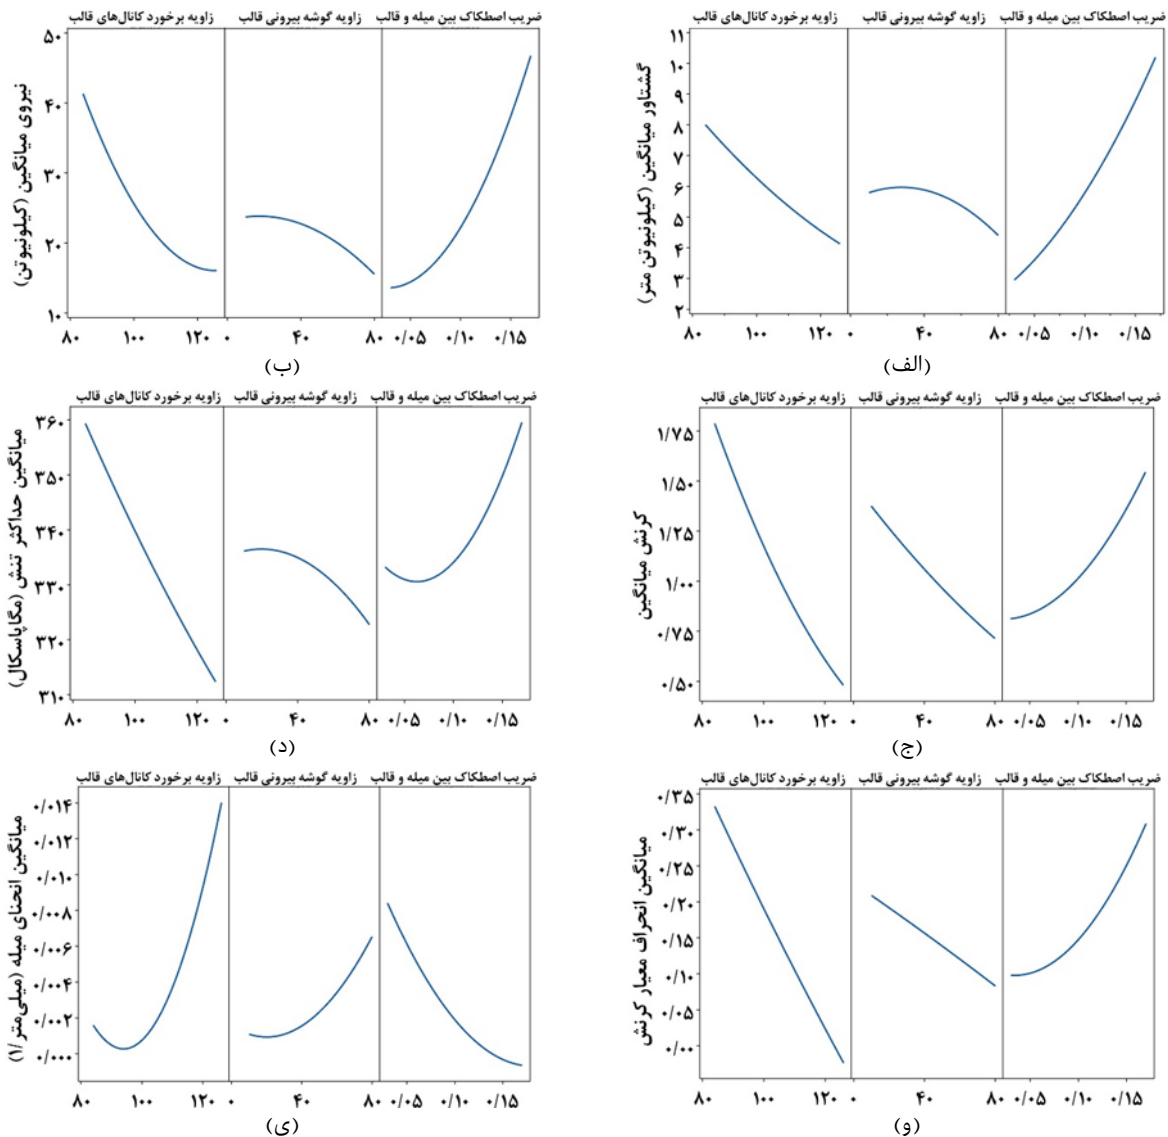 زاویه برخورد کانال‌های قالب
زاویه گوشه بیرونی قالب
ضریب اصطکاک بین میله و قالب
گشتاور میانگین (کیلونیوتن متر)
۱۱
۱۰
۹
۸
۷
۶
۵
۴
۳
۲
۸۰ ۱۰۰ ۱۲۰ ۰ ۴۰ ۸۰ ۰/۰۵ ۰/۱۰ ۰/۱۵
(الف)
زاویه برخورد کانال‌های قالب
زاویه گوشه بیرونی قالب
ضریب اصطکاک بین میله و قالب
نیروی میانگین (کیلونیوتن)
۵۰
۴۰
۳۰
۲۰
۱۰
۸۰ ۱۰۰ ۱۲۰ ۰ ۴۰ ۸۰ ۰/۰۵ ۰/۱۰ ۰/۱۵
(ب)
زاویه برخورد کانال‌های قالب
زاویه گوشه بیرونی قالب
ضریب اصطکاک بین میله و قالب
کرنش میانگین
۱/۷۵
۱/۵۰
۱/۲۵
۱/۰۰
۰/۷۵
۰/۵۰
۸۰ ۱۰۰ ۱۲۰ ۰ ۴۰ ۸۰ ۰/۰۵ ۰/۱۰ ۰/۱۵
(ج)
زاویه برخورد کانال‌های قالب
زاویه گوشه بیرونی قالب
ضریب اصطکاک بین میله و قالب
میانگین حداکثر تنش (مگاپاسکال)
۳۶۰
۳۵۰
۳۴۰
۳۳۰
۳۲۰
۳۱۰
۸۰ ۱۰۰ ۱۲۰ ۰ ۴۰ ۸۰ ۰/۰۵ ۰/۱۰ ۰/۱۵
(د)
زاویه برخورد کانال‌های قالب
زاویه گوشه بیرونی قالب
ضریب اصطکاک بین میله و قالب
میانگین انحراف معیار کرنش
۰/۳۵
۰/۳۰
۰/۲۵
۰/۲۰
۰/۱۵
۰/۱۰
۰/۰۵
۰/۰۰
۸۰ ۱۰۰ ۱۲۰ ۰ ۴۰ ۸۰ ۰/۰۵ ۰/۱۰ ۰/۱۵
(و)
زاویه برخورد کانال‌های قالب
زاویه گوشه بیرونی قالب
ضریب اصطکاک بین میله و قالب
میانگین انحنای میله (میلی‌متر/۱)
۰/۰۱۴
۰/۰۱۲
۰/۰۱۰
۰/۰۰۸
۰/۰۰۶
۰/۰۰۴
۰/۰۰۲
۰/۰۰۰
۸۰ ۱۰۰ ۱۲۰ ۰ ۴۰ ۸۰ ۰/۰۵ ۰/۱۰ ۰/۱۵
(ی)